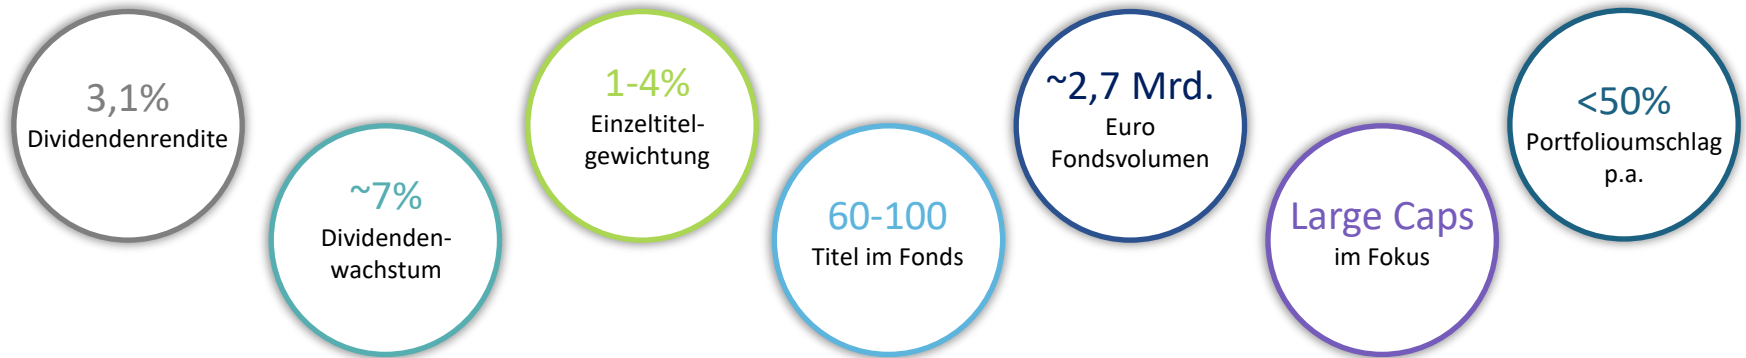 3,1%
Dividendenrendite
~7%
Dividenden-
wachstum
1-4%
Einzeltitel-
gewichtung
60-100
Titel im Fonds
~2,7 Mrd.
Euro
Fondsvolumen
Large Caps
im Fokus
<50%
Portfolioumschlag
p.a.